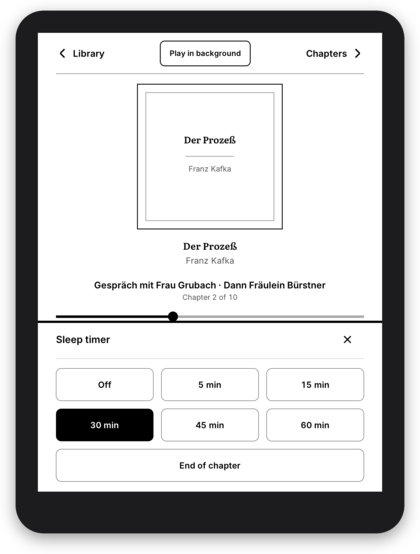 Library
Play in background
Chapters
Der Prozeß
Franz Kafka
Der Prozeß
Franz Kafka
Gespräch mit Frau Grubach · Dann Fräulein Bürstner
Chapter 2 of 10
Sleep timer
Off
5 min
15 min
30 min
45 min
60 min
End of chapter